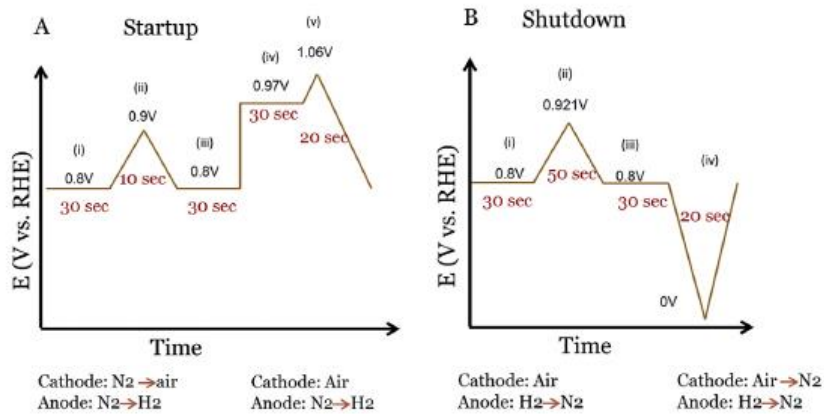 A
Startup
(v)
(iv)
1.06V
(ii)
0.97V
0.9V
30 sec
(i)
(iii)
20 sec
0.8V
10 sec
0.8V
30 sec
30 sec
E (V vs. RHE)
Time
Cathode: N2 →air
Anode: N2→H2
Cathode: Air
Anode: N2→H2
B
Shutdown
(ii)
0.921V
(i)
(iii)
(iv)
0.8V
50 sec
0.8V
30 sec
30 sec
20 sec
0V
E (V vs. RHE)
Time
Cathode: Air
Anode: H2→N2
Cathode: Air →N2
Anode: H2→N2